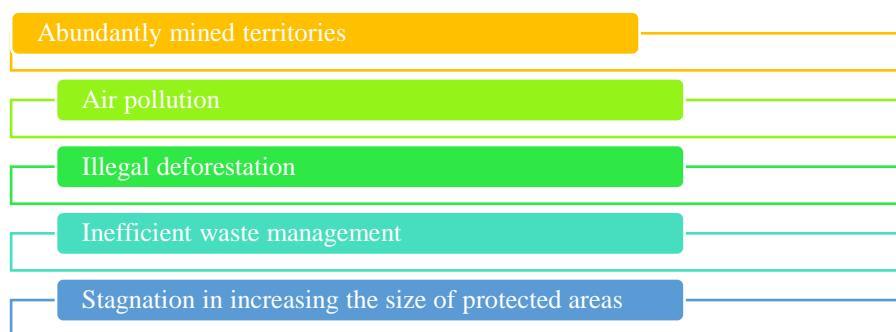 Abundantly mined territories
Air pollution
Illegal deforestation
Inefficient waste management
Stagnation in increasing the size of protected areas